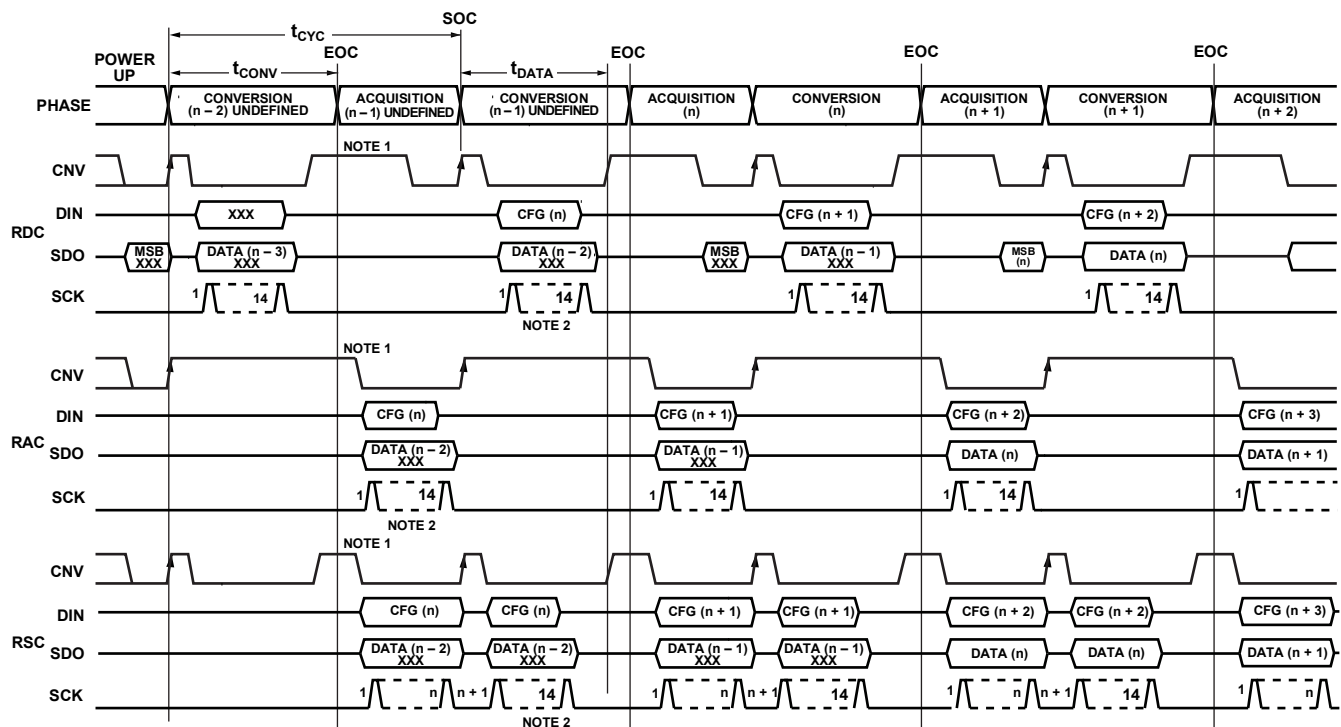 SOC
tCYC
POWER UP
EOC EOC EOC
tCONV tDATA
PHASE
CONVERSION (n – 2) UNDEFINED
ACQUISITION (n – 1) UNDEFINED
CONVERSION (n – 1) UNDEFINED
ACQUISITION (n)
CONVERSION (n)
ACQUISITION (n + 1)
CONVERSION (n + 1)
ACQUISITION (n + 2)
NOTE 1
CNV
RDC
DIN XXX CFG (n) CFG (n + 1) CFG (n + 2)
SDO
MSB XXX
DATA (n – 3) XXX
DATA (n – 2) XXX
MSB XXX
DATA (n – 1) XXX
MSB (n)
DATA (n)
SCK 1 14 1 14 1 14 1 14
NOTE 2
NOTE 1
CNV
RAC
DIN CFG (n) CFG (n + 1) CFG (n + 2) CFG (n + 3)
SDO
DATA (n – 2) XXX
DATA (n – 1) XXX
DATA (n)
DATA (n + 1)
SCK 1 14 1 14 1 14 1
NOTE 2
NOTE 1
CNV
RSC
DIN CFG (n) CFG (n) CFG (n + 1) CFG (n + 1) CFG (n + 2) CFG (n + 2) CFG (n + 3)
SDO
DATA (n – 2) XXX
DATA (n – 2) XXX
DATA (n – 1) XXX
DATA (n – 1) XXX
DATA (n)
DATA (n)
DATA (n + 1)
SCK 1 n n + 1 14 1 n n + 1 14 1 n n + 1 14 1 n
NOTE 2